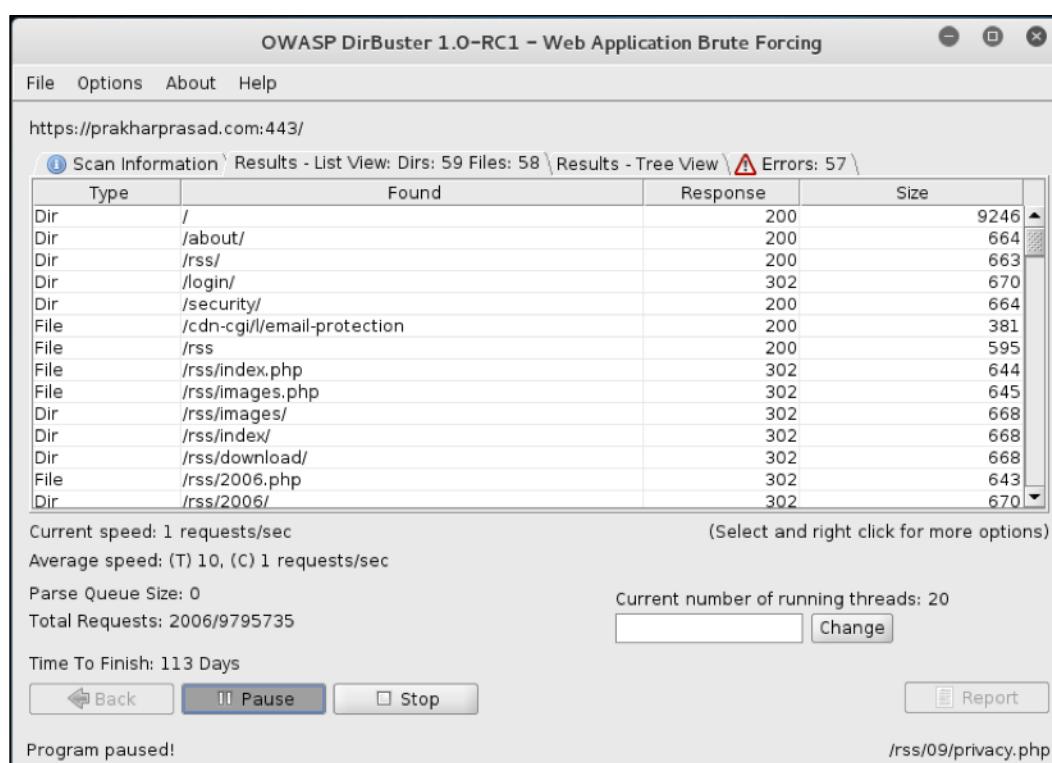 OWASP DirBuster 1.0-RC1 - Web Application Brute Forcing
File Options About Help
https://prakharprasad.com:443/
Scan Information Results - List View: Dirs: 59 Files: 58 Results - Tree View Errors: 57
Type Found Response Size
Dir / 200 9246
Dir /about/ 200 664
Dir /rss/ 200 663
Dir /login/ 302 670
Dir /security/ 200 664
File /cdn-cgi/l/email-protection 200 381
File /rss 200 595
File /rss/index.php 302 644
File /rss/images.php 302 645
Dir /rss/images/ 302 668
Dir /rss/index/ 302 668
Dir /rss/download/ 302 668
File /rss/2006.php 302 643
Dir /rss/2006/ 302 670
Current speed: 1 requests/sec (Select and right click for more options)
Average speed: (T) 10, (C) 1 requests/sec
Parse Queue Size: 0
Current number of running threads: 20
Total Requests: 2006/9795735
Change
Time To Finish: 113 Days
Back Pause Stop Report
Program paused! /rss/09/privacy.php